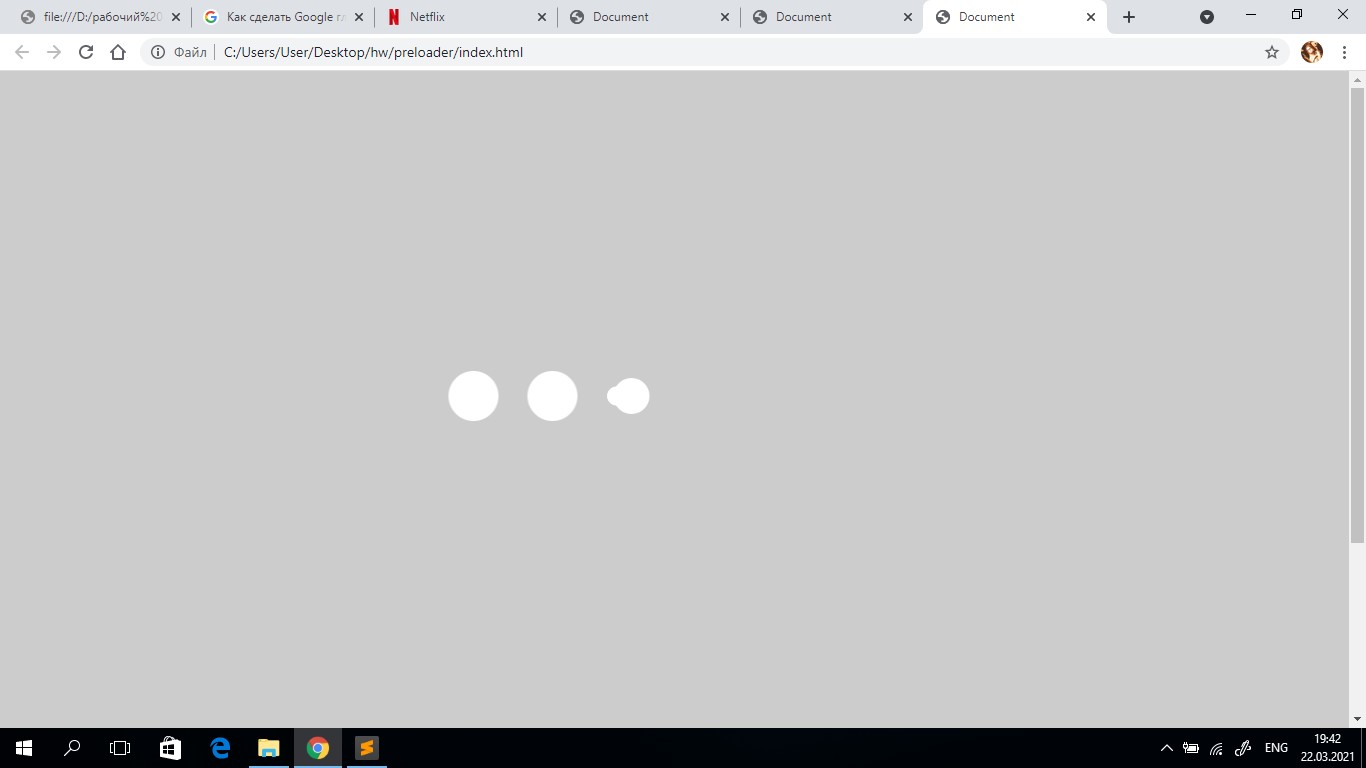 file:///D:/рабочий%20
Как сделать Google гл
Netflix
Document
Document
Document
Файл
C:/Users/User/Desktop/hw/preloader/index.html
ENG
19:42
22.03.2021